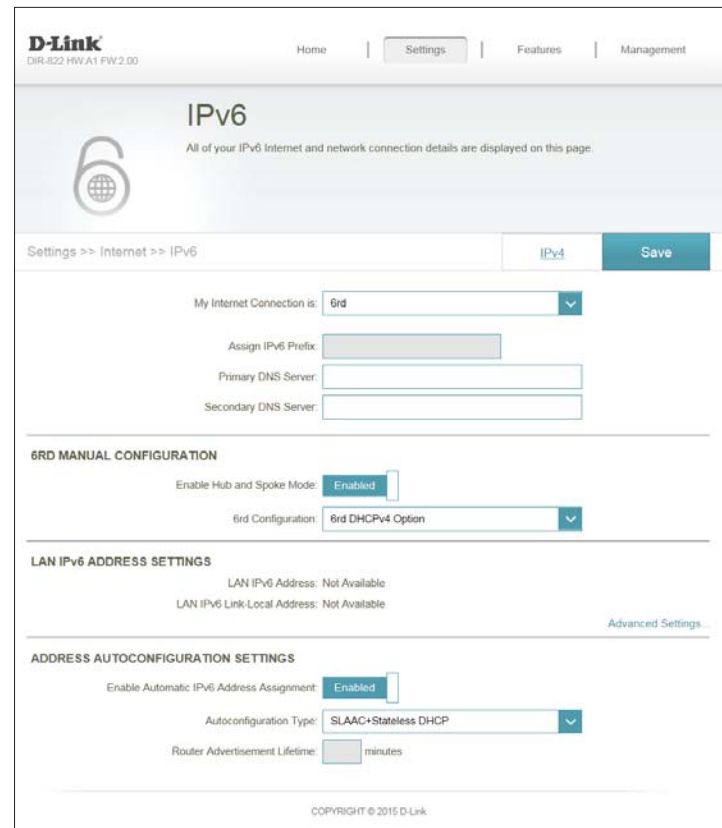 D-Link
DIR-822 HW:A1 FW:2.00
Home | Settings | Features | Management
IPv6
All of your IPv6 Internet and network connection details are displayed on this page.
Settings >> Internet >> IPv6
IPv4
Save
My Internet Connection is: 6rd
Assign IPv6 Prefix:
Primary DNS Server:
Secondary DNS Server:
6RD MANUAL CONFIGURATION
Enable Hub and Spoke Mode: Enabled
6rd Configuration: 6rd DHCPv4 Option
LAN IPv6 ADDRESS SETTINGS
LAN IPv6 Address: Not Available
LAN IPv6 Link-Local Address: Not Available
Advanced Settings...
ADDRESS AUTOCONFIGURATION SETTINGS
Enable Automatic IPv6 Address Assignment: Enabled
Autoconfiguration Type: SLAAC+Stateless DHCP
Router Advertisement Lifetime: minutes
COPYRIGHT © 2015 D-Link